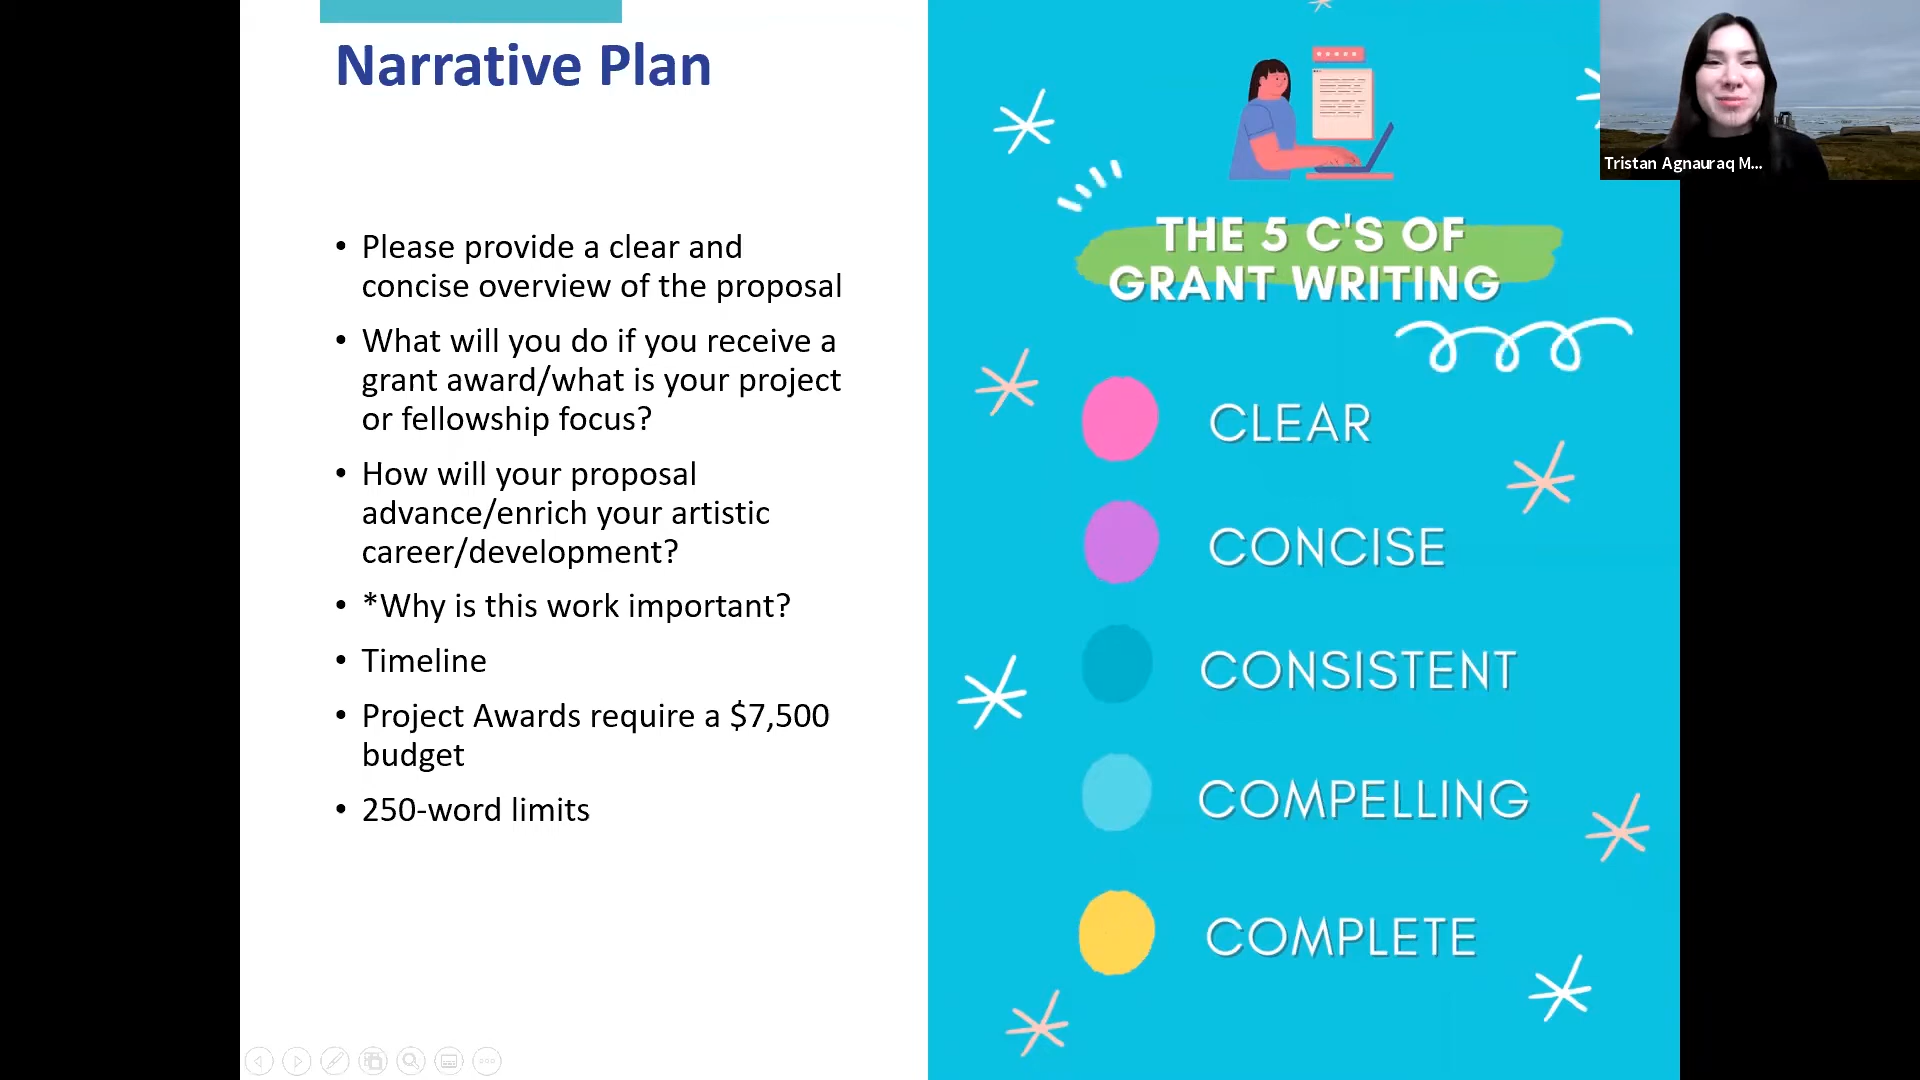 Narrative Plan
• Please provide a clear and
concise overview of the proposal
• What will you do if you receive a
grant award/what is your project
or fellowship focus?
• How will your proposal
advance/enrich your artistic
career/development?
• *Why is this work important?
• Timeline
• Project Awards require a $7,500
budget
• 250-word limits
THE 5 C'S OF
GRANT WRITING
CLEAR
CONCISE
CONSISTENT
COMPELLING
COMPLETE
Tristan Agnauraq M...